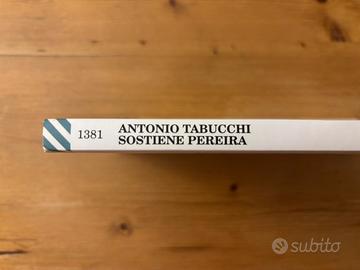 1381
ANTONIO TABUCCHI
SOSTIENE PEREIRA
subito